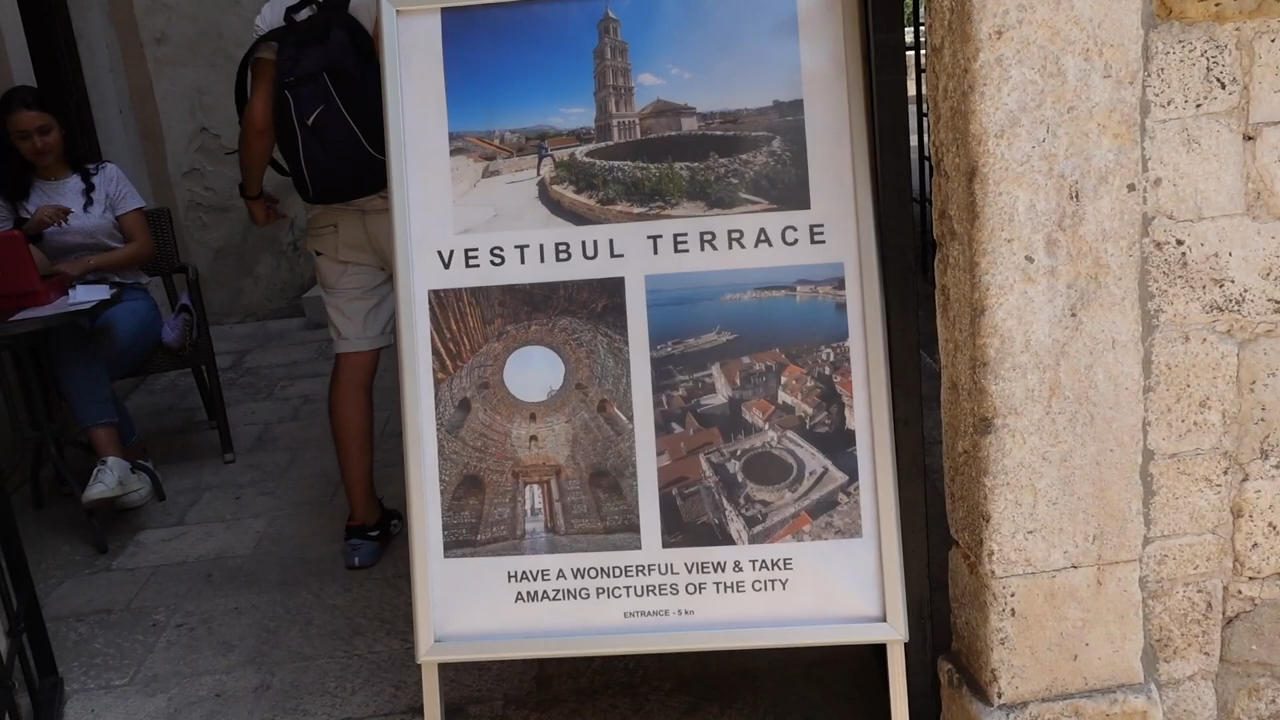 VESTIBUL TERRACE
HAVE A WONDERFUL VIEW & TAKE
AMAZING PICTURES OF THE CITY
ENTRANCE - 5 kn